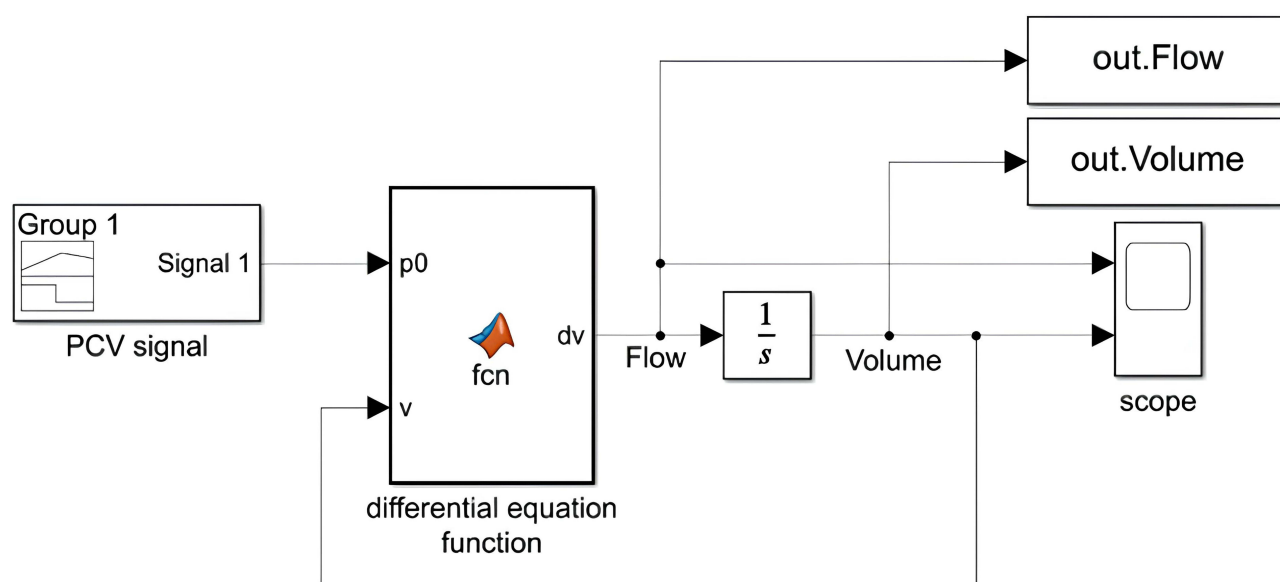 out.Flow
out.Volume
Group 1
Signal 1
PCV signal
p0
v
fcn
dv
differential equation
function
Flow
1
s
Volume
scope